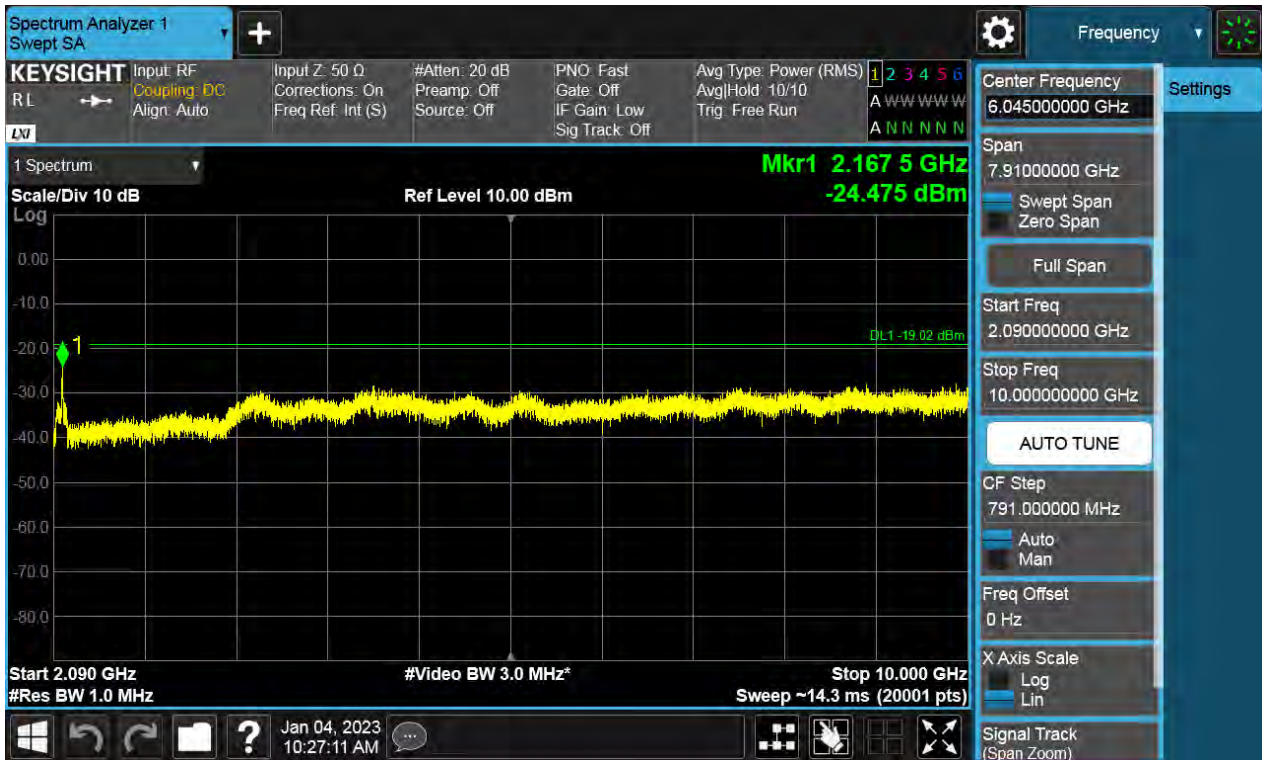 Spectrum Analyzer 1
Swept SA
+
Frequency
KEYSIGHT
RL
LXI
Input: RF
Coupling: DC
Align: Auto
Input Z: 50 Ω
Corrections: On
Freq Ref: Int (S)
#Atten: 20 dB
Preamp: Off
Source: Off
PNO: Fast
Gate: Off
IF Gain: Low
Sig Track: Off
Avg Type: Power (RMS)
Avg|Hold: 10/10
Trig: Free Run
1 2 3 4 5 6
A W W W W W
A N N N N N
1 Spectrum
Mkr1 2.167 5 GHz
Scale/Div 10 dB
Ref Level 10.00 dBm
-24.475 dBm
Log
0.00
-10.0
-20.0
-30.0
-40.0
-50.0
-60.0
-70.0
-80.0
1
DL1 -19.02 dBm
Start 2.090 GHz
#Video BW 3.0 MHz*
Stop 10.000 GHz
#Res BW 1.0 MHz
Sweep ~14.3 ms (20001 pts)
?
Jan 04, 2023
10:27:11 AM
Center Frequency
6.045000000 GHz
Settings
Span
7.91000000 GHz
Swept Span
Zero Span
Full Span
Start Freq
2.090000000 GHz
Stop Freq
10.000000000 GHz
AUTO TUNE
CF Step
791.000000 MHz
Auto
Man
Freq Offset
0 Hz
X Axis Scale
Log
Lin
Signal Track
(Span Zoom)